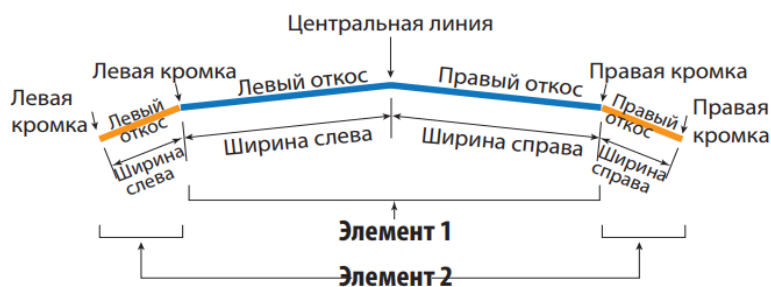 Центральная линия
Левая кромка
Левый откос
Правый откос
Правая кромка
Левая
кромка
Левый
откос
Правый
откос
Правая
кромка
Ширина слева
Ширина справа
Ширина
слева
Ширина
справа
Элемент 1
Элемент 2